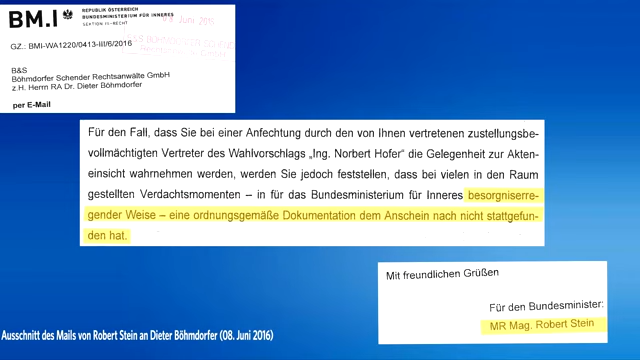 BM.I
REPUBLIK ÖSTERREICH
BUNDESMINISTERIUM FÜR INNERES
SEKTION III-RECHT
Juni 2016
GZ.: BMI-WA1220/0413-III/6/2016
B&S
Böhmdorfer Schender Rechtsanwälte GmbH
z.H. Herrn RA Dr. Dieter Böhmdorfer
per E-Mail
Für den Fall, dass Sie bei einer Anfechtung durch den von Ihnen vertretenen zustellungsbe-
vollmächtigten Vertreter des Wahlvorschlags „Ing. Norbert Hofer“ die Gelegenheit zur Akten-
einsicht wahrnehmen werden, werden Sie jedoch feststellen, dass bei vielen in den Raum
gestellten Verdachtsmomenten – in für das Bundesministerium für Inneres besorgniserre-
gender Weise – eine ordnungsgemäße Dokumentation dem Anschein nach nicht stattgefun-
den hat.
Mit freundlichen Grüßen
Für den Bundesminister:
MR Mag. Robert Stein
Ausschnitt des Mails von Robert Stein an Dieter Böhmdorfer (08. Juni 2016)